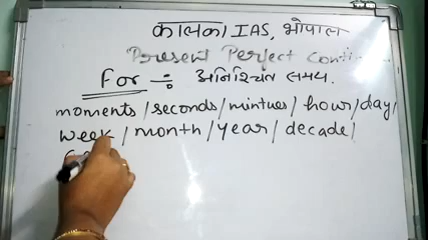 कालका IAS, भोपाल
Present Perfect Conti
For ÷ अनिश्चित समय.
moments/seconds/mintues/hour/day/
week/month/year/decade/